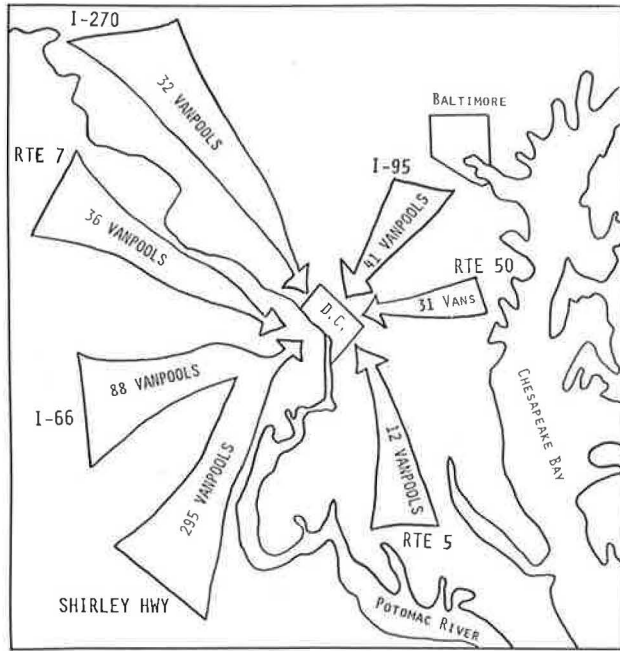 I-270
32 VANPOOLS
BALTIMORE
RTE 7
I-95
36 VANPOOLS
41 VANPOOLS
RTE 50
31 VANS
D.C.
88 VANPOOLS
I-66
CHESAPEAKE BAY
295 VANPOOLS
12 VANPOOLS
RTE 5
SHIRLEY HWY
POTOMAC RIVER